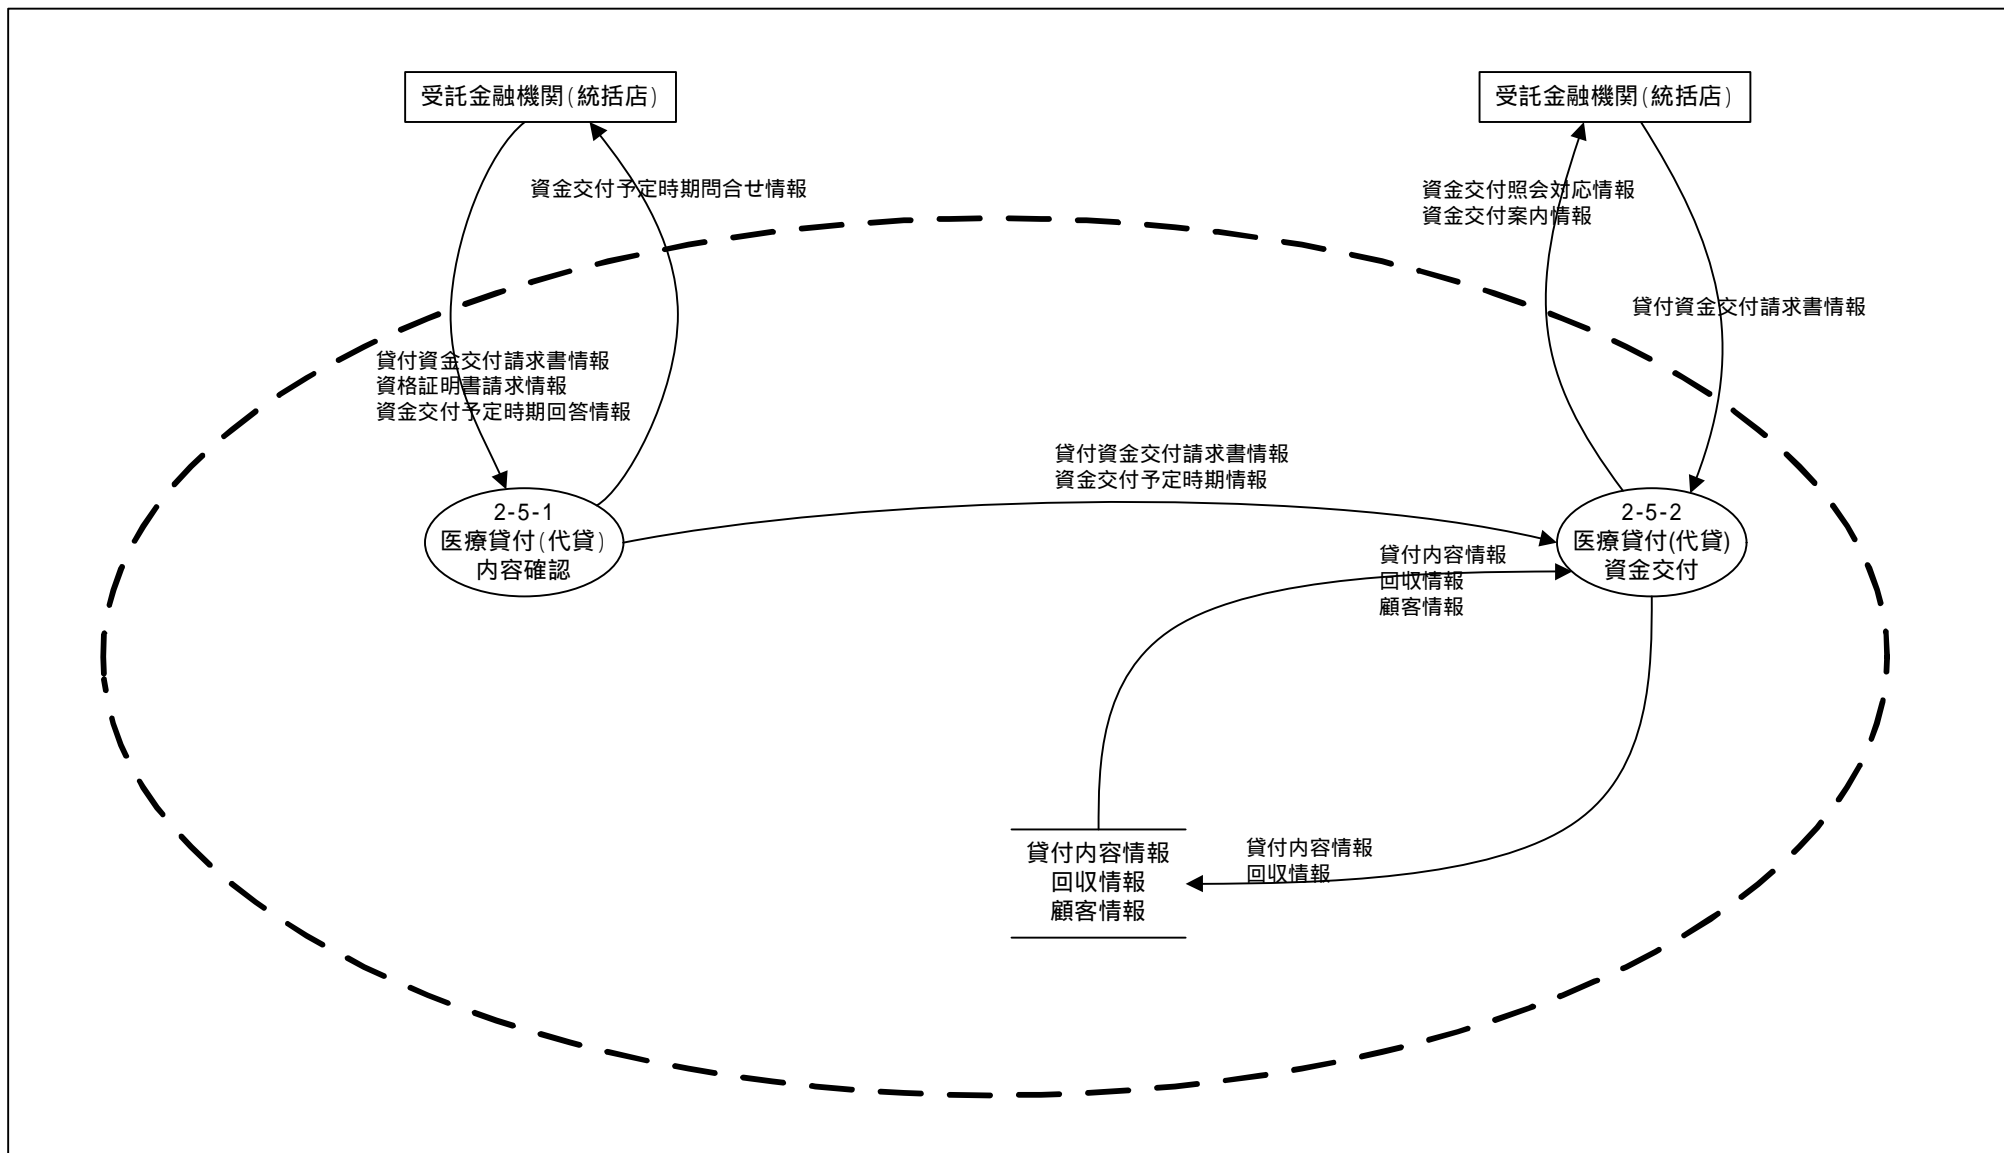 受託金融機関(統括店)
受託金融機関(統括店)
資金交付予定時期問合せ情報
資金交付照会対応情報
資金交付案内情報
貸付資金交付請求書情報
貸付資金交付請求書情報
資格証明書請求情報
資金交付予定時期回答情報
貸付資金交付請求書情報
資金交付予定時期情報
2-5-1
医療貸付(代貸)
内容確認
2-5-2
医療貸付(代貸)
資金交付
貸付内容情報
回収情報
顧客情報
貸付内容情報
回収情報
顧客情報
貸付内容情報
回収情報